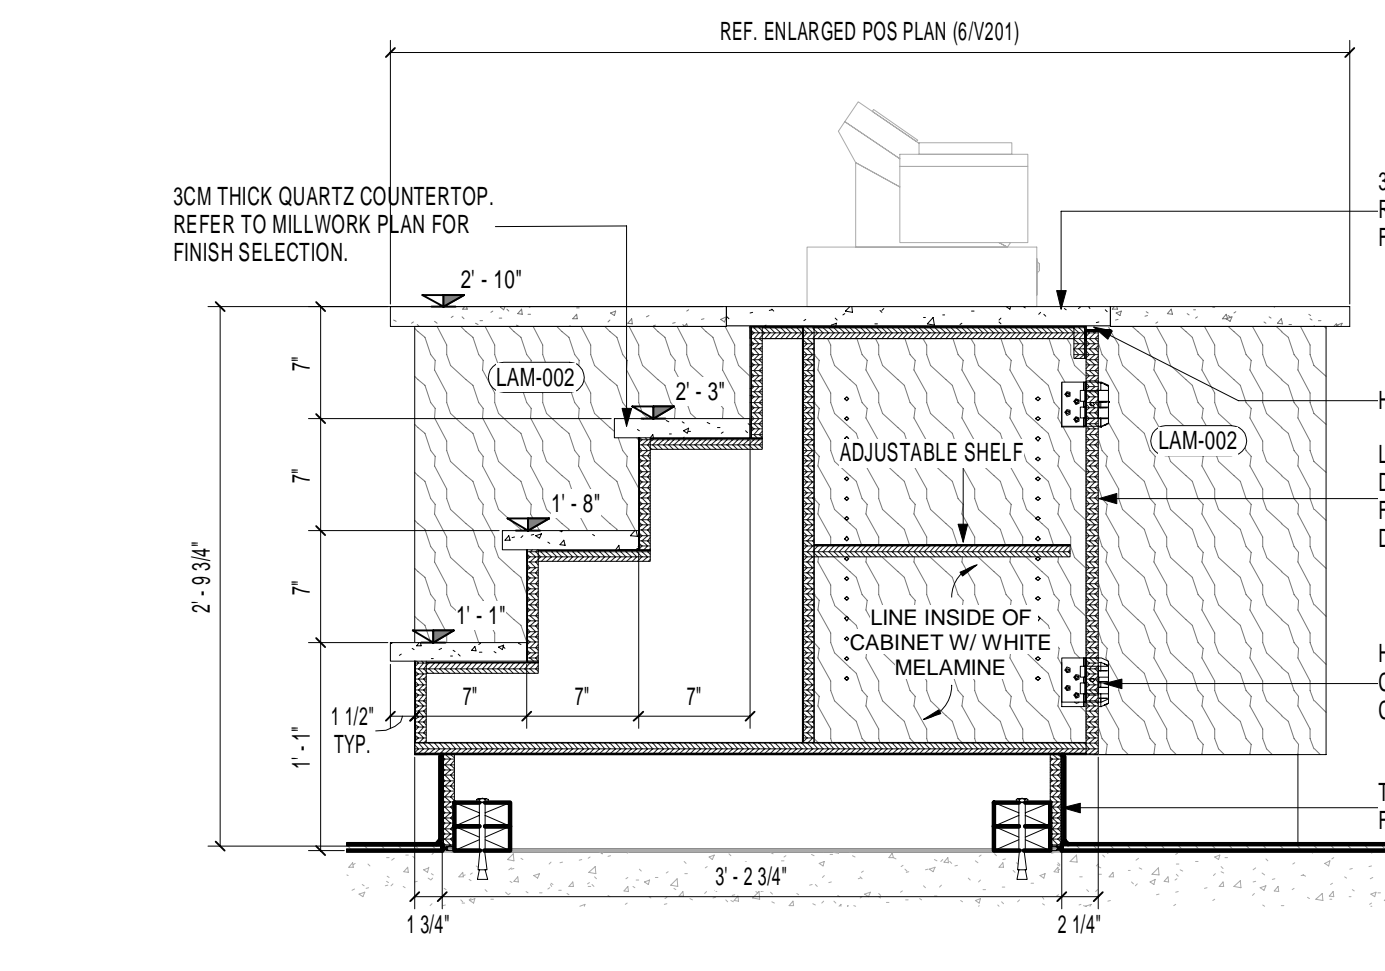 REF. ENLARGED POS PLAN (6/V201)
3CM THICK QUARTZ COUNTERTOP.
REFER TO MILLWORK PLAN FOR
FINISH SELECTION.
3
R
F
2' - 10"
7"
LAM-002
2' - 3"
H
LAM-002
ADJUSTABLE SHELF
L
D
F
D
7"
1' - 8"
2' - 9 3/4"
7"
1' - 1"
LINE INSIDE OF
CABINET W/ WHITE
MELAMINE
H
C
C
7"
7"
7"
1 1/2"
TYP.
1' - 1"
T
F
3' - 2 3/4"
1 3/4"
2 1/4"